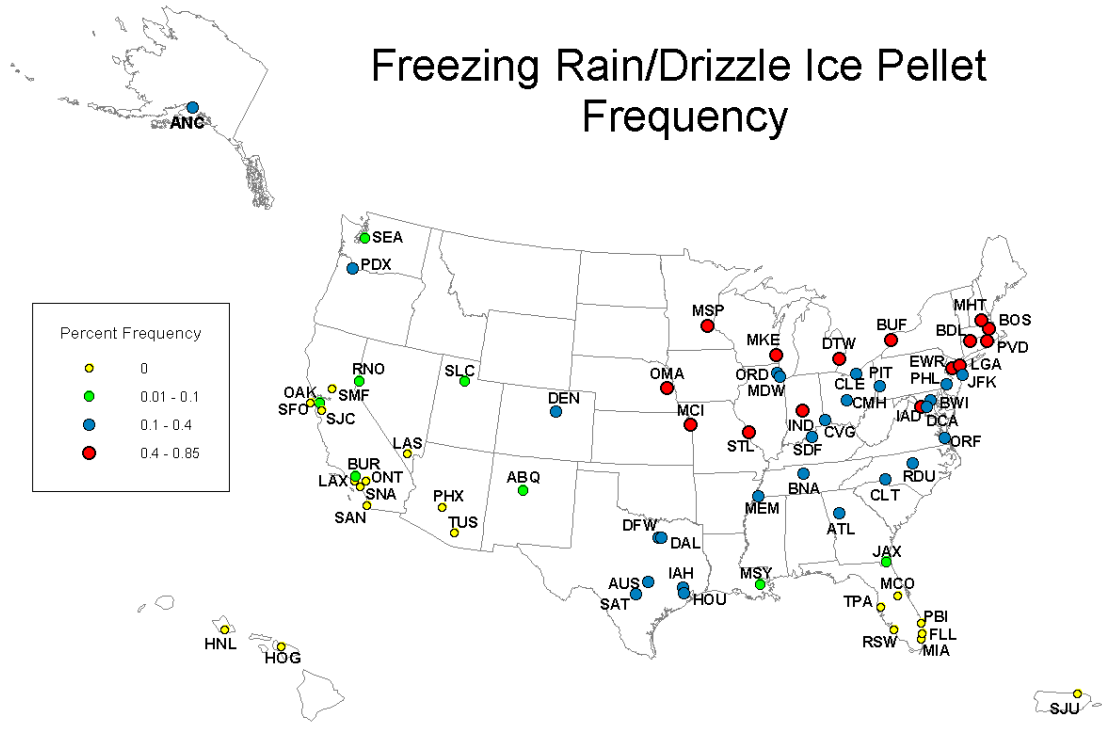 Freezing Rain/Drizzle Ice Pellet
Frequency
ANC
SEA
PDX
Percent Frequency
0
0.01 - 0.1
0.1 - 0.4
0.4 - 0.85
MSP
MHT
BOS
BUF
BDL
PVD
MKE
DTW
EWR
LGA
RNO
SLC
ORD
MDW
CLE
PIT
PHL
JFK
OMA
OAK
SMF
SFO
SJC
DEN
CMH
BWI
IAD
DCA
MCI
IND
CVG
STL
SDF
ORF
LAS
BUR
LAX
ONT
SNA
SAN
ABQ
PHX
TUS
BNA
RDU
CLT
MEM
ATL
DFW
DAL
JAX
AUS
IAH
MSY
SAT
HOU
MCO
TPA
PBI
RSW
FLL
MIA
HNL
HOG
SJU